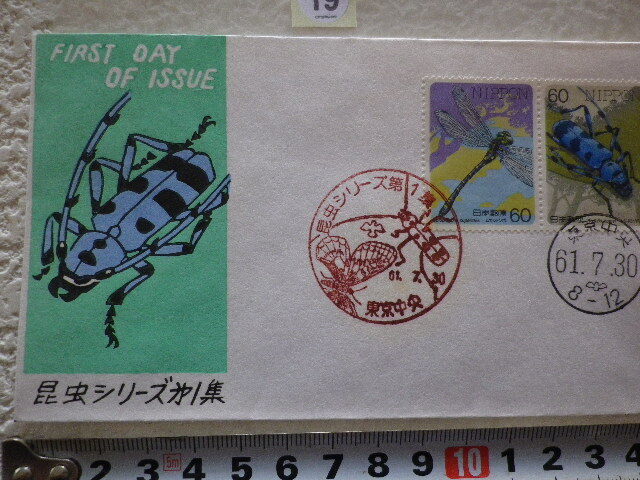 19
FIRST DAY
OF ISSUE
NIPPON
60
日本郵便 60
60 NIPPON
日本郵便
昆虫シリーズ第1集
61.7.30
東京中央
東京中央
61.7.30
8-12
昆虫シリーズ第1集
2 3 5m 4 5 6 7 8 9 10 1 2 3 4